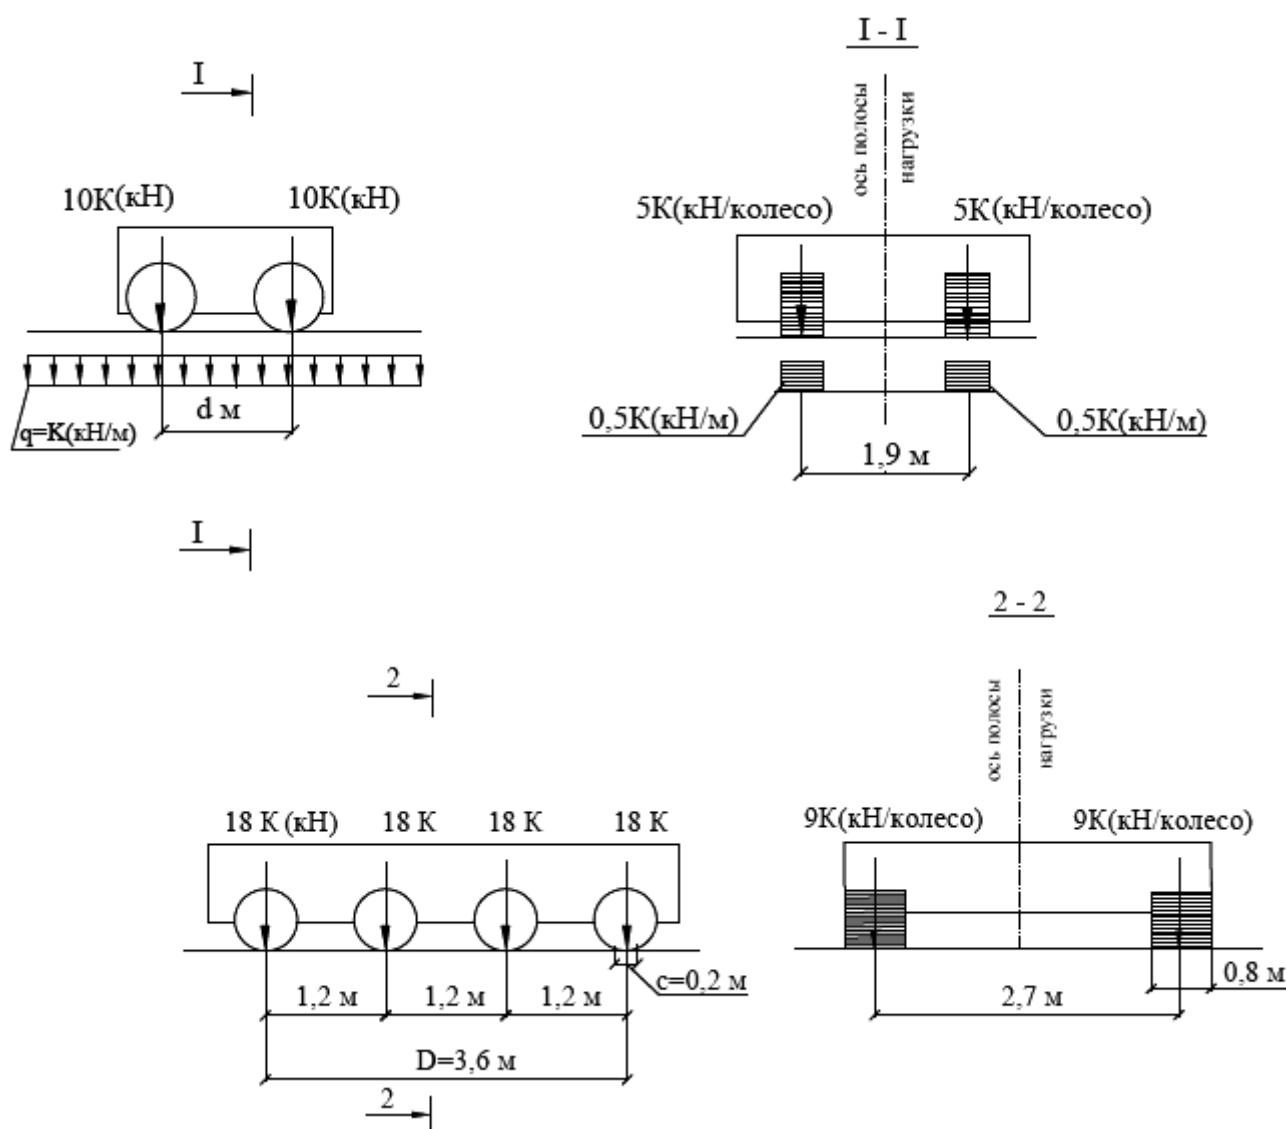 I - I
I
ось полосы
нагрузки
10К(кН)
10К(кН)
5К(кН/колесо)
5К(кН/колесо)
d м
q=К(кН/м)
0,5К(кН/м)
0,5К(кН/м)
1,9 м
I
2 - 2
2
ось полосы
нагрузки
18 К (кН)
18 К
18 К
18 К
9К(кН/колесо)
9К(кН/колесо)
c=0,2 м
0,8 м
1,2 м
1,2 м
1,2 м
2,7 м
D=3,6 м
2